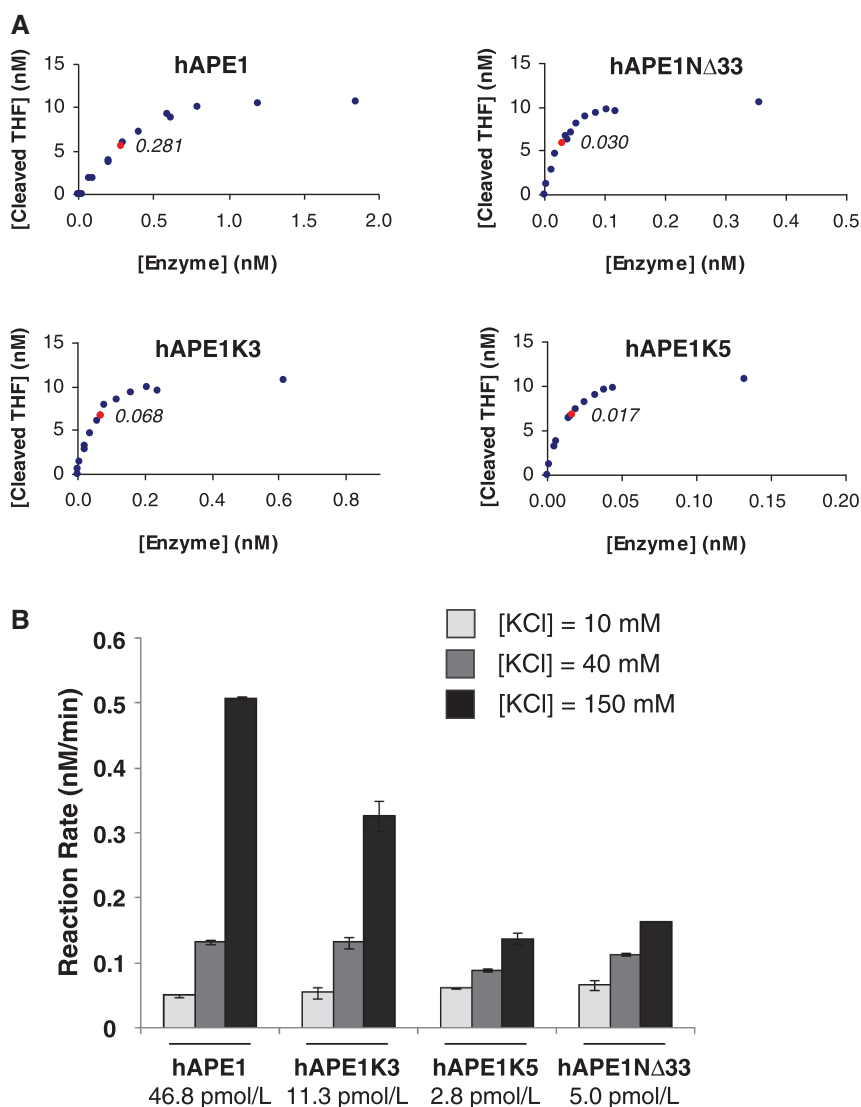 A
hAPE1
[Cleaved THF] (nM)
15
10
5
0
0.281
0.0 0.5 1.0 1.5 2.0
[Enzyme] (nM)
hAPE1NΔ33
[Cleaved THF] (nM)
15
10
5
0
0.030
0.0 0.1 0.2 0.3 0.4 0.5
[Enzyme] (nM)
hAPE1K3
[Cleaved THF] (nM)
15
10
5
0
0.068
0.0 0.2 0.4 0.6 0.8
[Enzyme] (nM)
hAPE1K5
[Cleaved THF] (nM)
15
10
5
0
0.017
0.00 0.05 0.10 0.15 0.20
[Enzyme] (nM)
B
[KCl] = 10 mM
[KCl] = 40 mM
[KCl] = 150 mM
Reaction Rate (nM/min)
0.6
0.5
0.4
0.3
0.2
0.1
0
hAPE1 hAPE1K3 hAPE1K5 hAPE1NΔ33
46.8 pmol/L 11.3 pmol/L 2.8 pmol/L 5.0 pmol/L